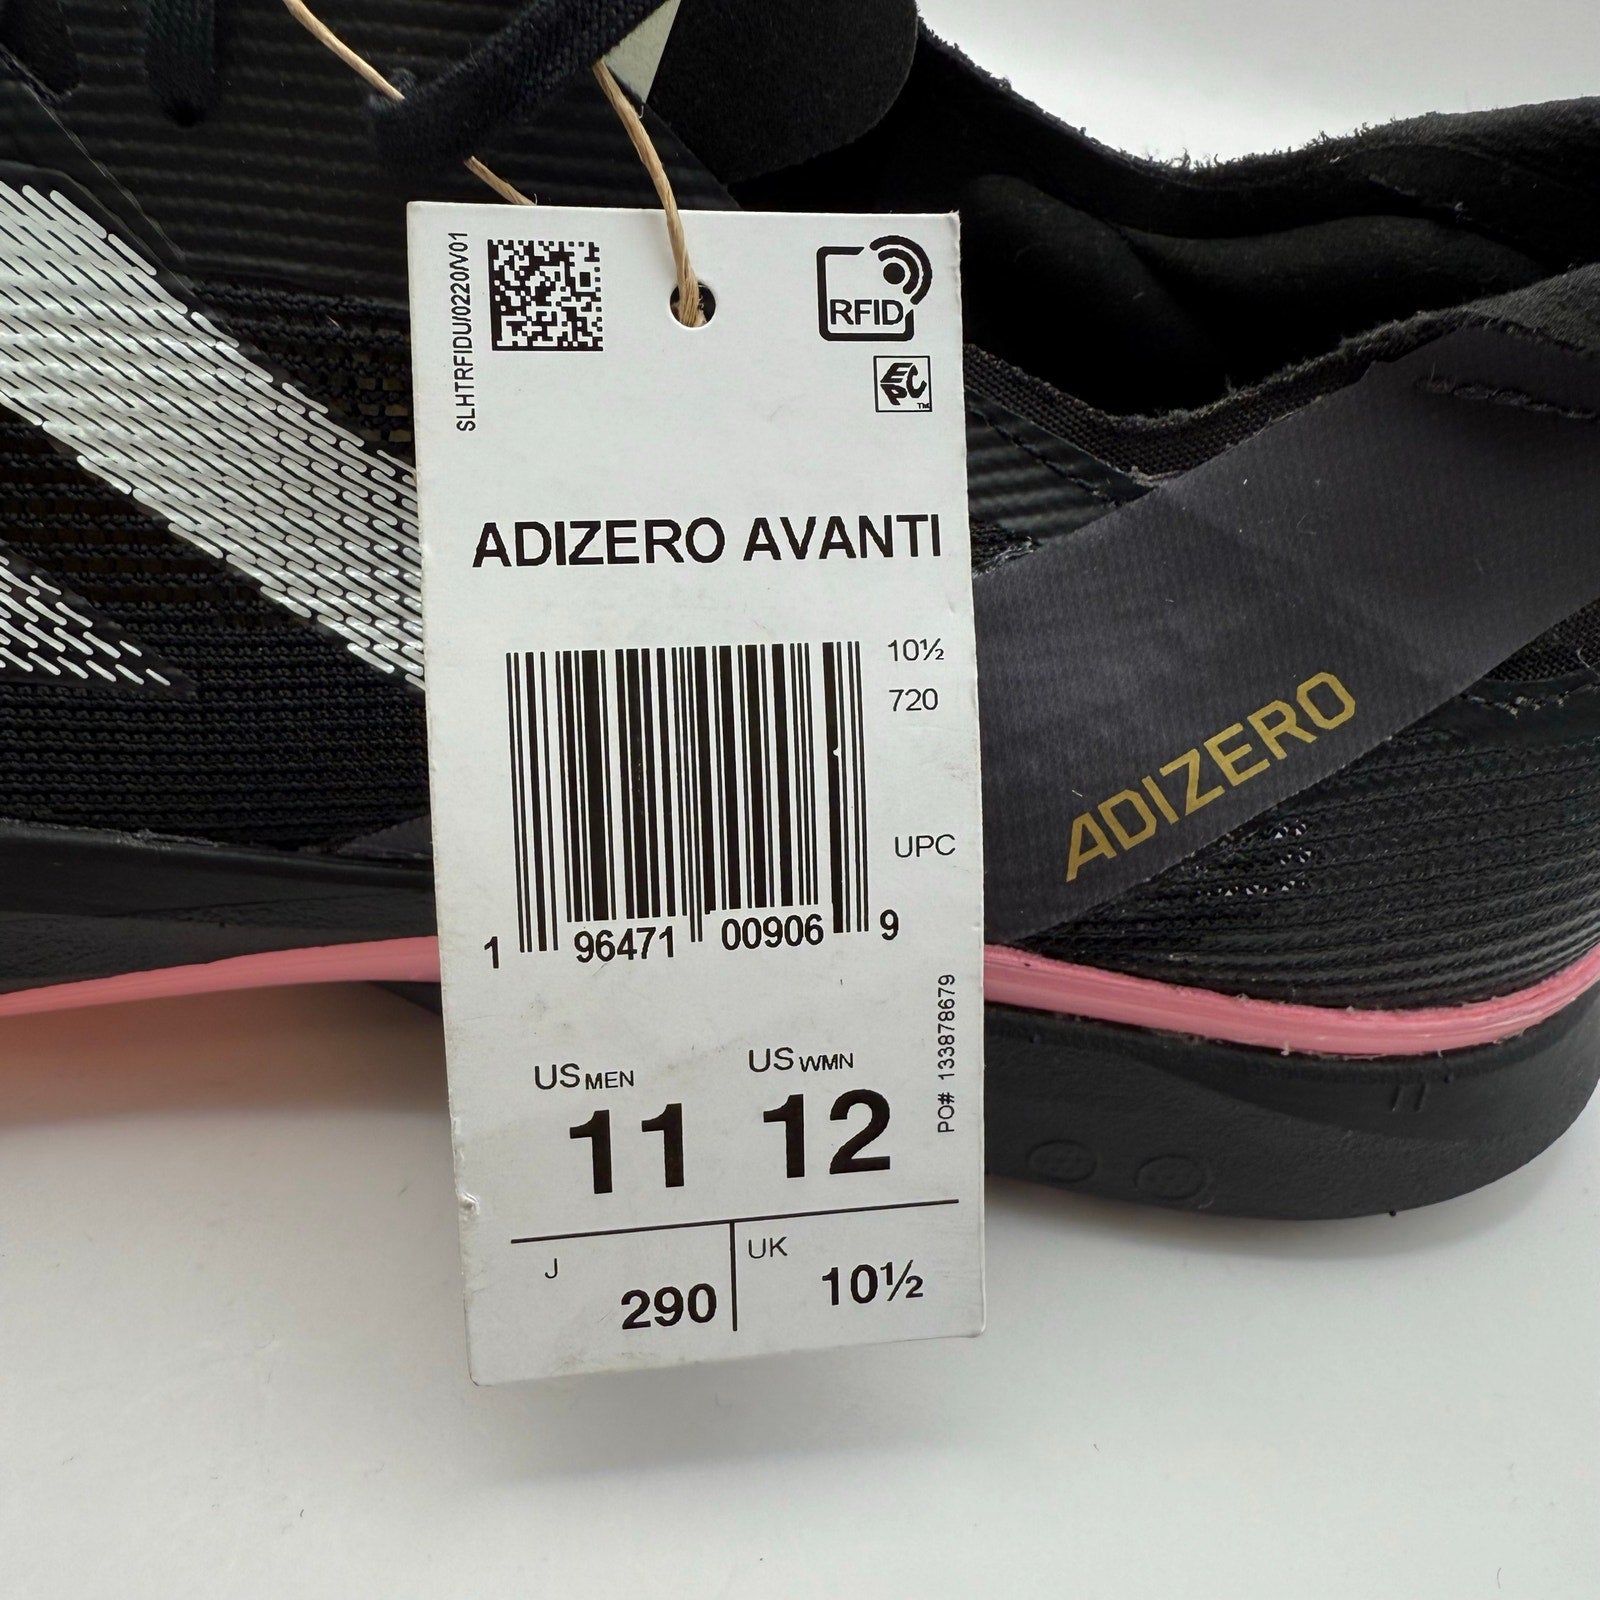 SLHTRFIDU/0220/V01
RFID
EPC
TM
ADIZERO AVANTI
10½
720
UPC
1 96471 00906 9
PO# 133878679
US MEN
11
US WMN
12
J
290
UK
10½
ADIZERO